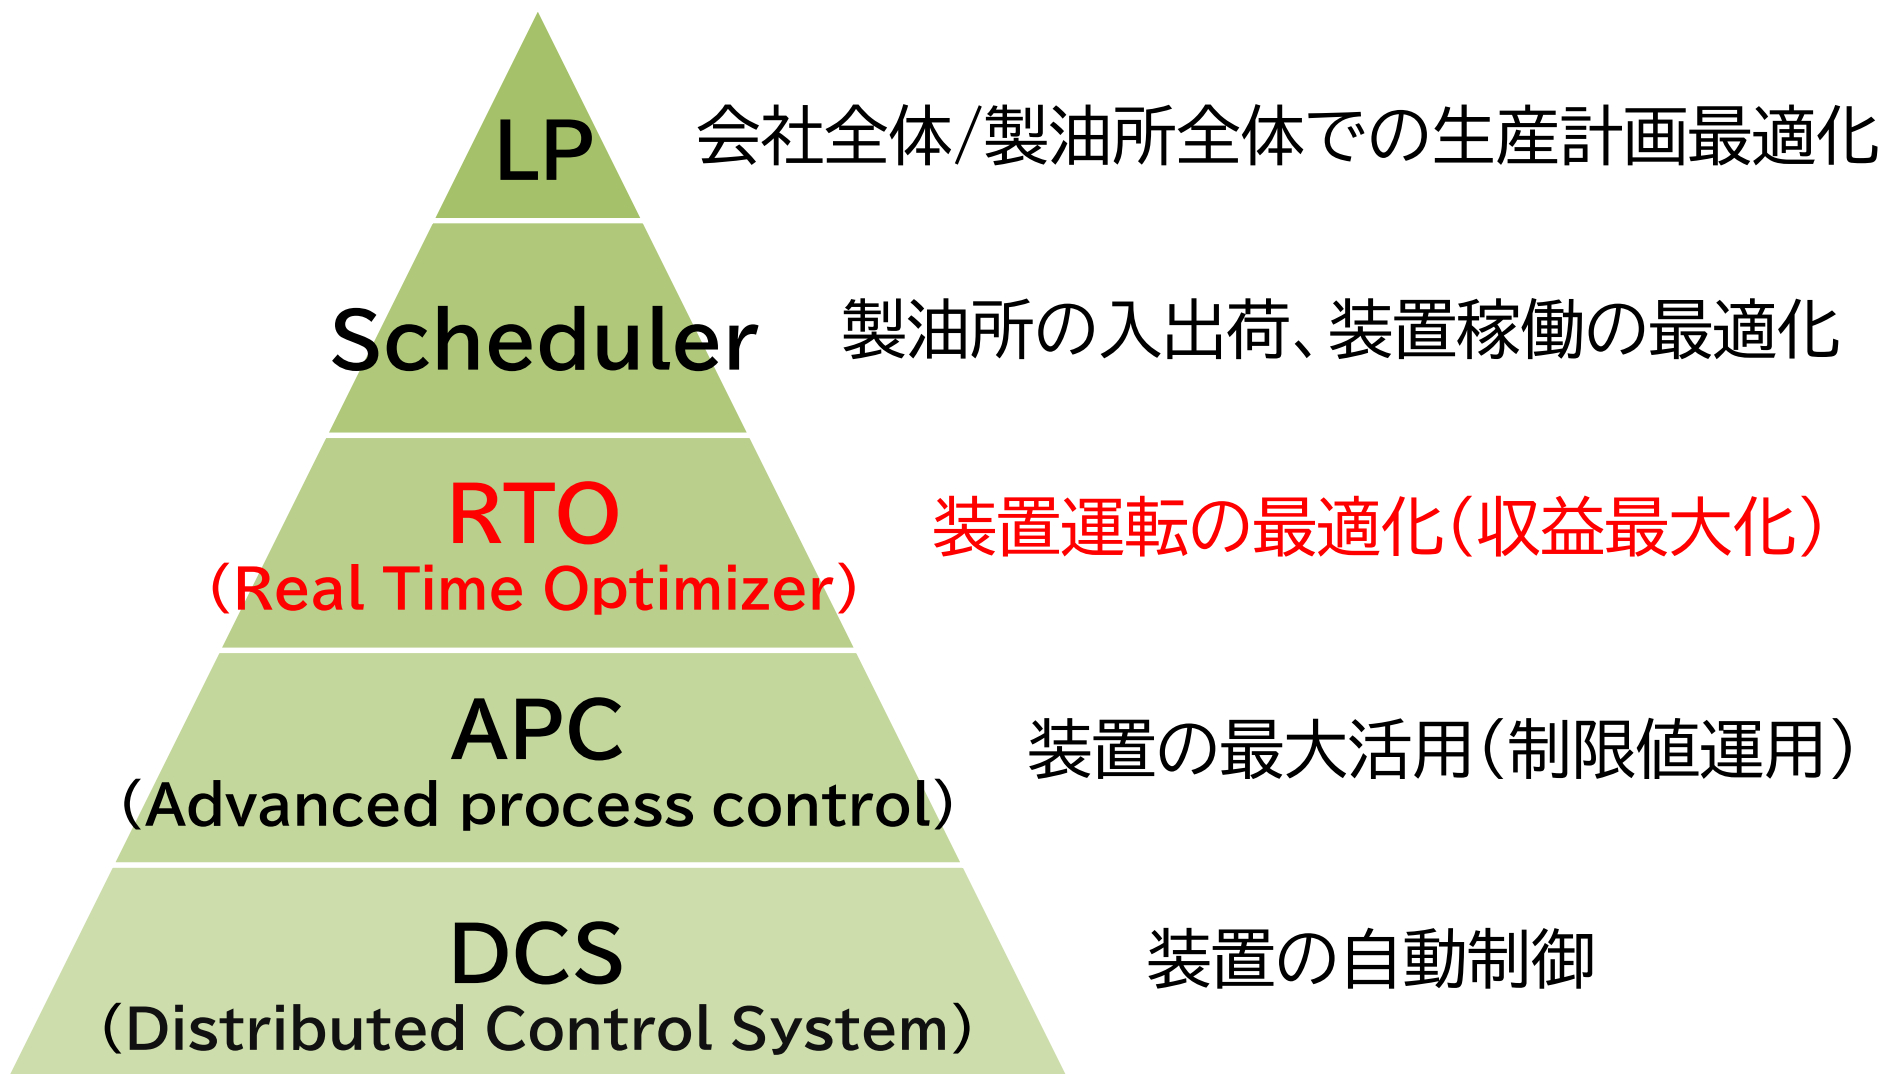 LP
会社全体/製油所全体での生産計画最適化
Scheduler
製油所の入出荷、装置稼働の最適化
RTO
(Real Time Optimizer)
装置運転の最適化(収益最大化)
APC
(Advanced process control)
装置の最大活用(制限値運用)
DCS
(Distributed Control System)
装置の自動制御